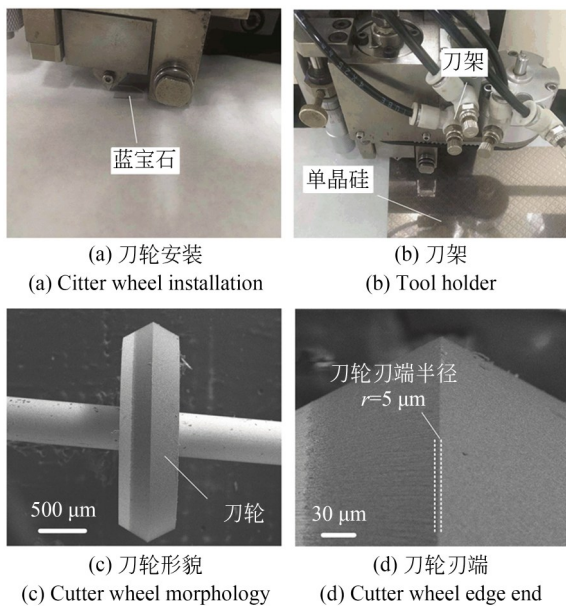 蓝宝石
刀架
单晶硅
(a) 刀轮安装
(a) Citter wheel installation
(b) 刀架
(b) Tool holder
刀轮
500 μm
刀轮刃端半径
r=5 μm
30 μm
(c) 刀轮形貌
(c) Cutter wheel morphology
(d) 刀轮刃端
(d) Cutter wheel edge end